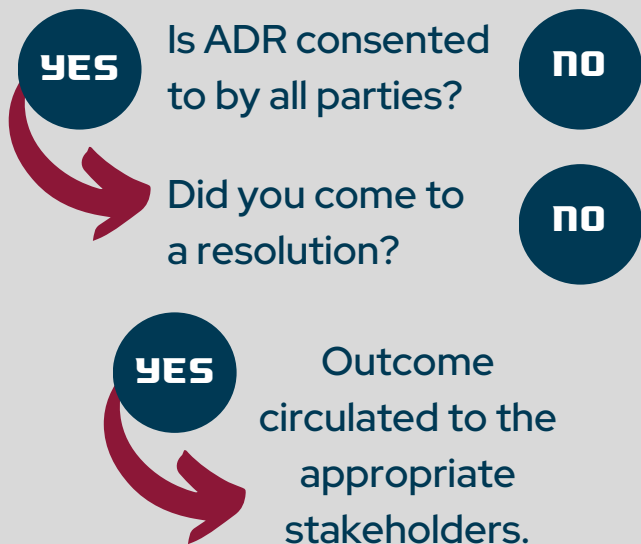 YES
Is ADR consented
to by all parties?
NO
Did you come to
a resolution?
NO
YES
Outcome
circulated to the
appropriate
stakeholders.